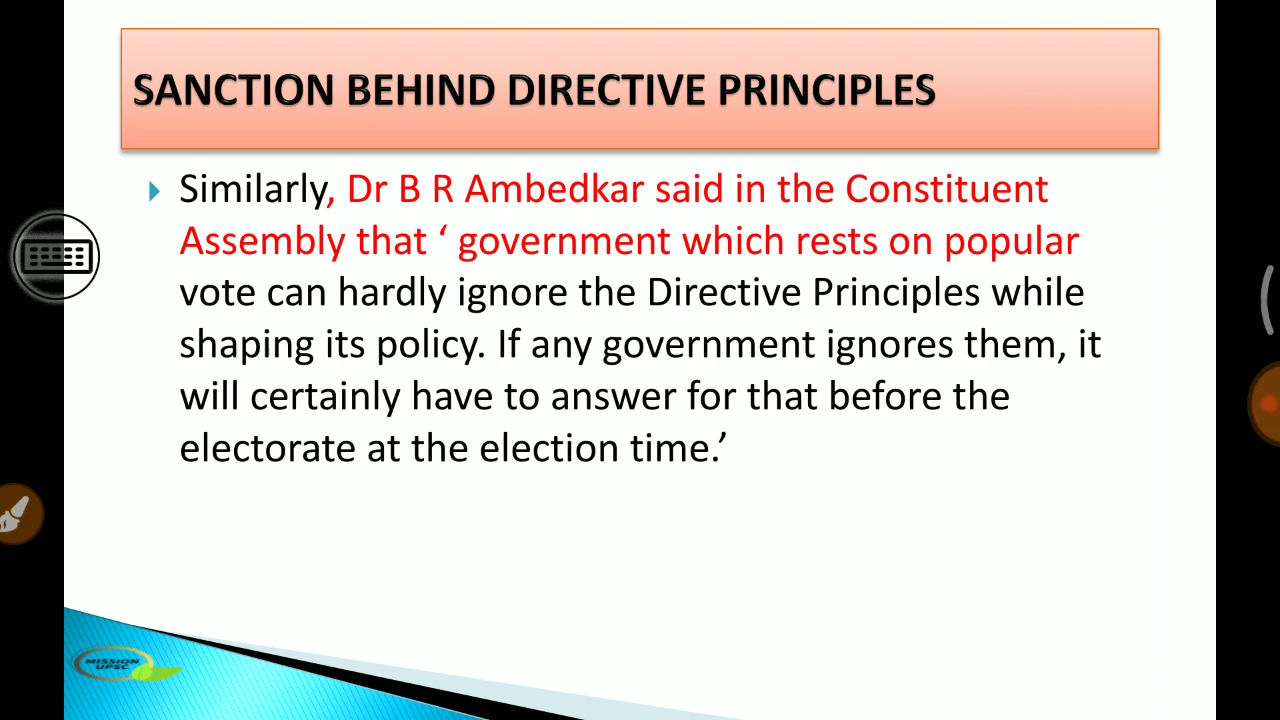 SANCTION BEHIND DIRECTIVE PRINCIPLES
Similarly, Dr B R Ambedkar said in the Constituent
Assembly that ‘ government which rests on popular
vote can hardly ignore the Directive Principles while
shaping its policy. If any government ignores them, it
will certainly have to answer for that before the
electorate at the election time.’
MISSION
UPSC